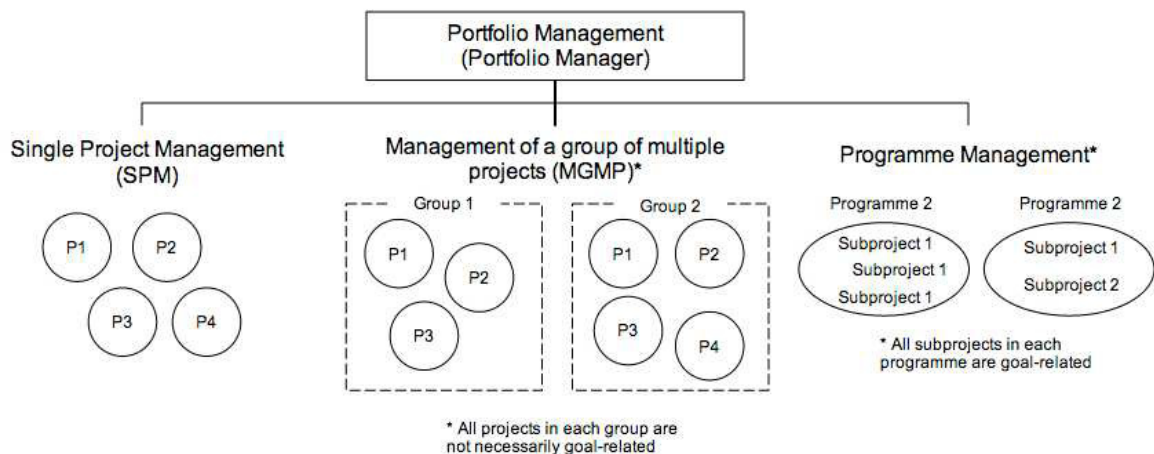 Portfolio Management
(Portfolio Manager)
Single Project Management
(SPM)
P1
P2
P3
P4
Management of a group of multiple
projects (MGMP)*
Group 1
P1
P2
P3
Group 2
P1
P2
P3
P4
* All projects in each group are
not necessarily goal-related
Programme Management*
Programme 2
Subproject 1
Subproject 1
Subproject 1
Programme 2
Subproject 1
Subproject 2
* All subprojects in each
programme are goal-related